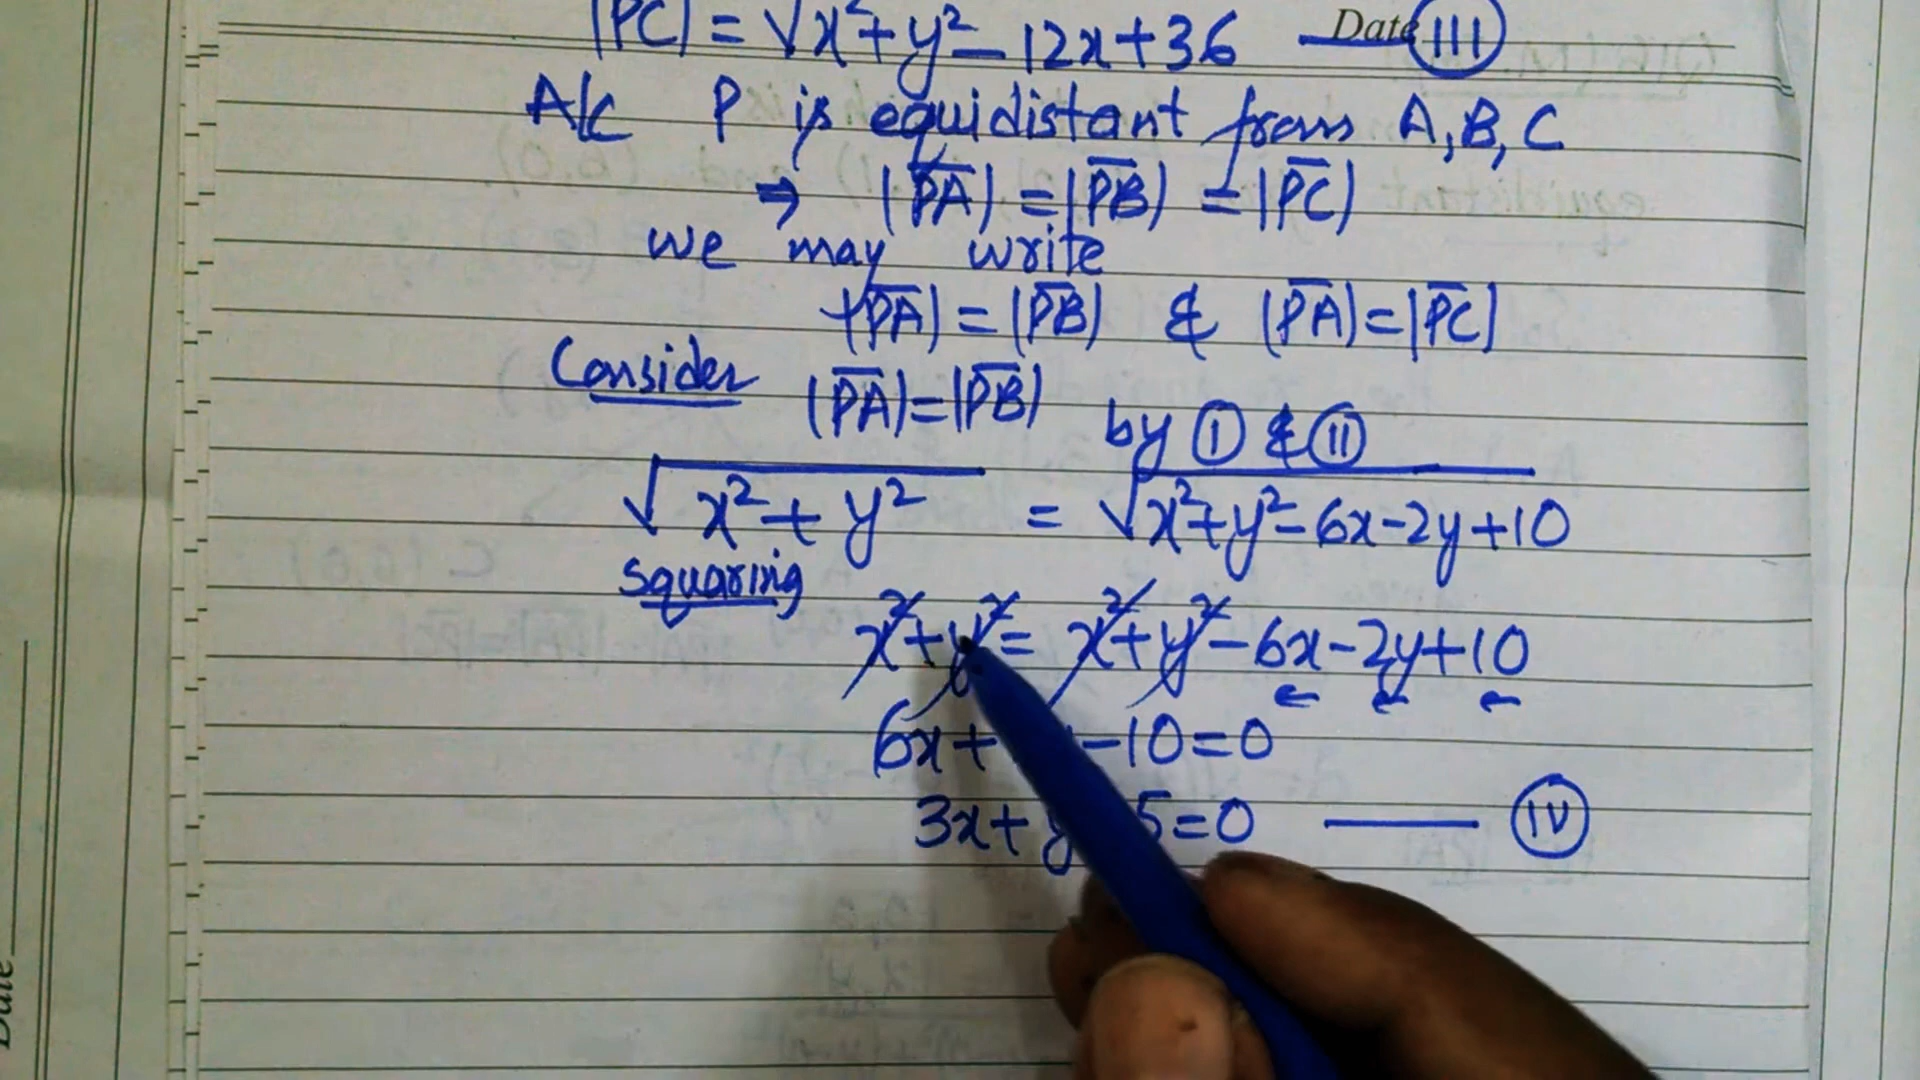 |PC| = √x²+y²-12x+36 Date (III)
A/c P is equidistant from A, B, C
⇒ |PA| = |PB| = |PC|
we may write
|PA| = |PB| & |PA| = |PC|
Consider |PA| = |PB| by (I) & (II)
√x² + y² = √x²+y²-6x-2y+10
Squaring
x²+y² = x²+y²-6x-2y+10
6x+ y-10=0
3x+y 5=0 (IV)
Date